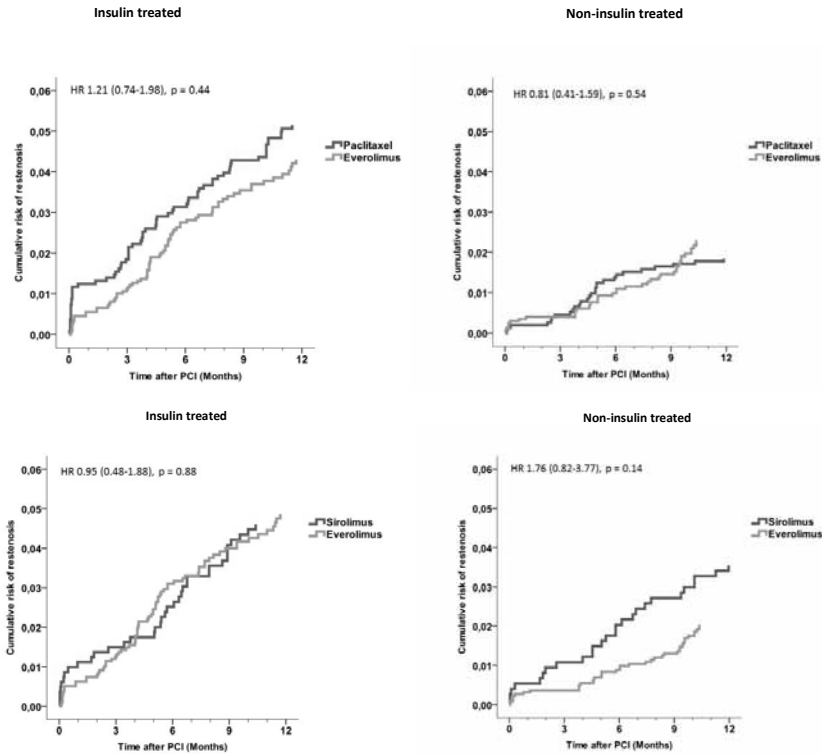 Insulin treated
Non-insulin treated
HR 1.21 (0.74-1.98), p = 0.44
Cumulative risk of restenosis
0,06
0,05
0,04
0,03
0,02
0,01
0,00
0 3 6 9 12
Time after PCI (Months)
Paclitaxel
Everolimus
HR 0.81 (0.41-1.59), p = 0.54
Cumulative risk of restenosis
0,06
0,05
0,04
0,03
0,02
0,01
0,00
0 3 6 9 12
Time after PCI (Months)
Paclitaxel
Everolimus
Insulin treated
Non-insulin treated
HR 0.95 (0.48-1.88), p = 0.88
Cumulative risk of restenosis
0,06
0,05
0,04
0,03
0,02
0,01
0,00
0 3 6 9 12
Time after PCI (Months)
Sirolimus
Everolimus
HR 1.76 (0.82-3.77), p = 0.14
Cumulative risk of restenosis
0,06
0,05
0,04
0,03
0,02
0,01
0,00
0 3 6 9 12
Time after PCI (Months)
Sirolimus
Everolimus